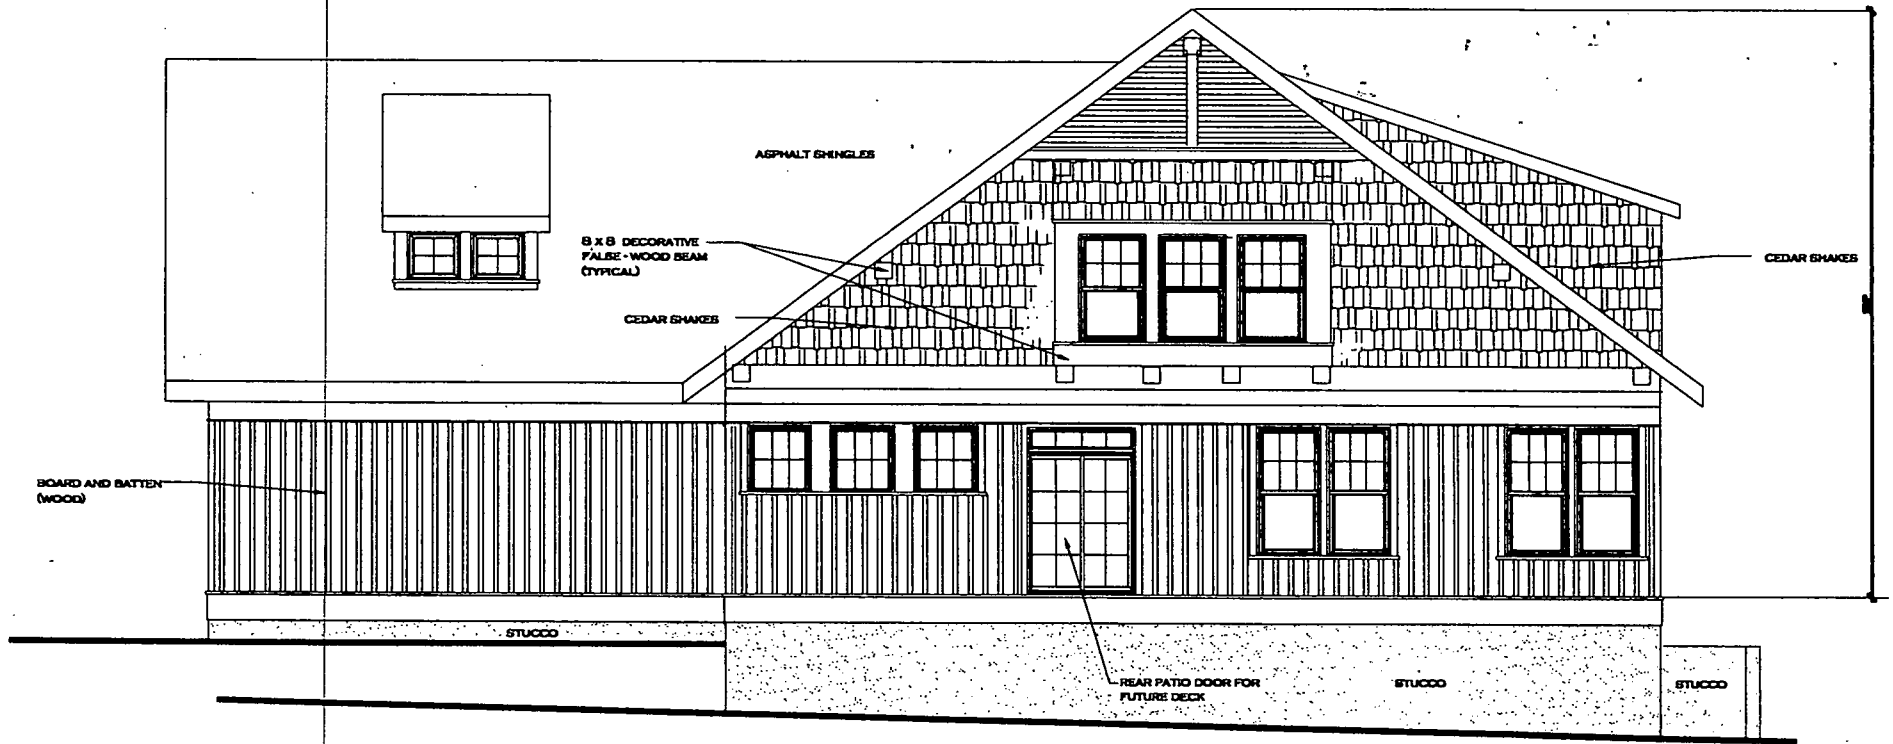 ASPHALT SHINGLES
8 X 8 DECORATIVE
FALSE - WOOD BEAM
(TYPICAL)
CEDAR SHAKES
CEDAR SHAKES
BOARD AND BATTEN
(WOOD)
STUCCO
REAR PATIO DOOR FOR
FUTURE DECK
STUCCO
STUCCO